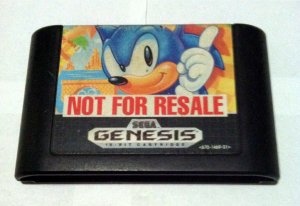 NOT FOR RESALE
SEGA
GENESIS
16-BIT CARTRIDGE